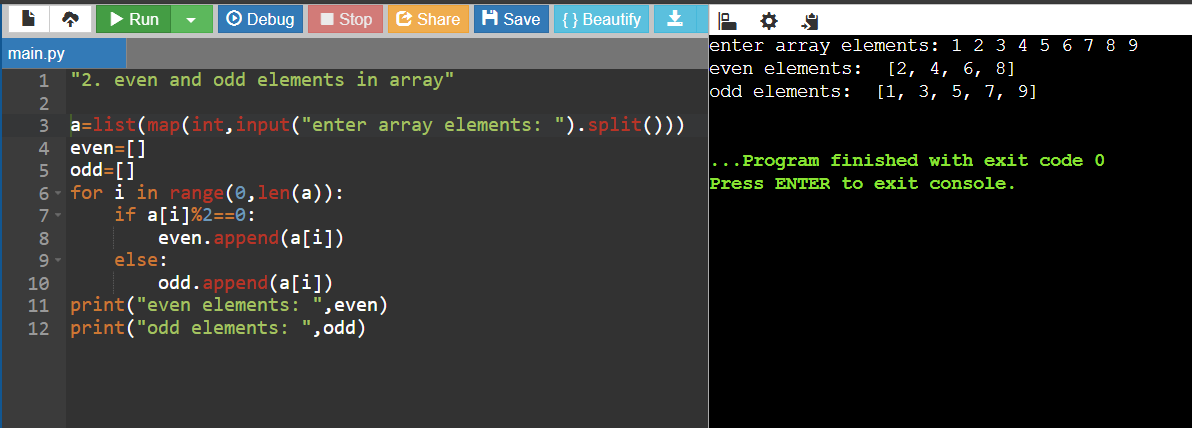 Run Debug Stop Share Save { } Beautify
main.py
1 "2. even and odd elements in array"
2
3 a=list(map(int,input("enter array elements: ").split()))
4 even=[]
5 odd=[]
6 for i in range(0,len(a)):
7     if a[i]%2==0:
8         even.append(a[i])
9     else:
10         odd.append(a[i])
11 print("even elements: ",even)
12 print("odd elements: ",odd)
enter array elements: 1 2 3 4 5 6 7 8 9
even elements:  [2, 4, 6, 8]
odd elements:  [1, 3, 5, 7, 9]
...Program finished with exit code 0
Press ENTER to exit console.